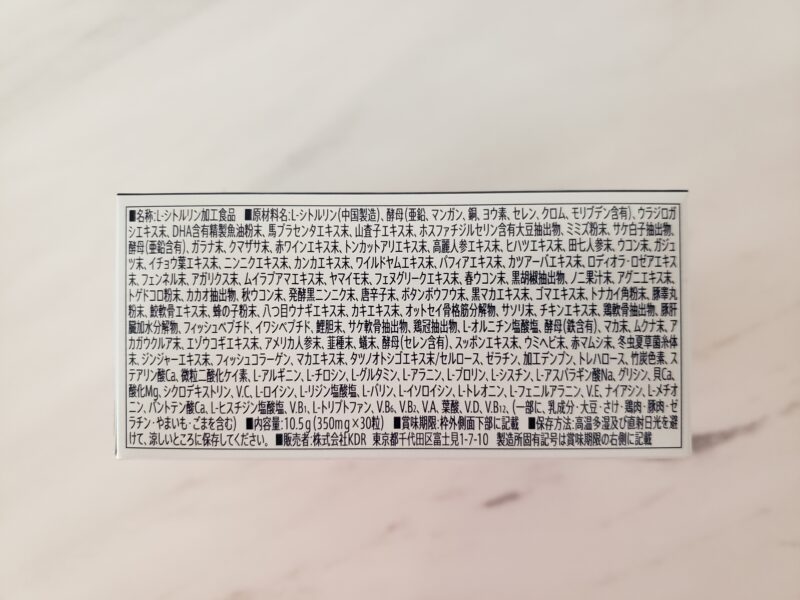 ■名称:L-シトルリン加工食品 ■原材料名:L-シトルリン(中国製造)、酵母(亜鉛、マンガン、銅、ヨウ素、セレン、クロム、モリブデン含有)、ウラジロガ
シエキス末、DHA含有精製魚油粉末、馬プラセンタエキス末、山査子エキス末、ホスファチジルセリン含有大豆抽出物、ミミズ粉末、サケ白子抽出物、
酵母(亜鉛含有)、ガラナ末、クマザサ末、赤ワインエキス末、トンカットアリエキス末、高麗人参エキス末、ヒハツエキス末、田七人参末、ウコン末、ガジュ
ツ末、イチョウ葉エキス末、ニンニクエキス末、カンカエキス末、ワイルドヤムエキス末、パフィアエキス末、カツアーバエキス末、ロディオラ・ロゼアエキス
末、フェンネル末、アガリクス末、ムイラプアマエキス末、ヤマイモ末、フェヌグリークエキス末、春ウコン末、黒胡椒抽出物、ノニ果汁末、アグニエキス末、
トゲドコロ粉末、カカオ抽出物、秋ウコン末、発酵黒ニンニク末、唐辛子末、ボタンボウフウ末、黒マカエキス末、ゴマエキス末、トナカイ角粉末、豚睾丸
粉末、鮫軟骨エキス末、蜂の子粉末、八つ目ウナギエキス末、カキエキス末、オットセイ骨格筋分解物、サソリ末、チキンエキス末、鶏軟骨抽出物、豚肝
臓加水分解物、フィッシュペプチド、イワシペプチド、鯉胆末、サケ軟骨抽出物、鶏冠抽出物、L-オルニチン塩酸塩、酵母(鉄含有)、マカ末、ムクナ末、ア
カガウクルア末、エゾウコギエキス末、アメリカ人参末、韮種末、蟻末、酵母(セレン含有)、スッポンエキス末、ウミヘビ末、赤マムシ末、冬虫夏草菌糸体
末、ジンジャーエキス末、フィッシュコラーゲン、マカエキス末、タツノオトシゴエキス末/セルロース、ゼラチン、加工デンプン、トレハロース、竹炭色素、ス
テアリン酸Ca、微粒二酸化ケイ素、L-アルギニン、L-チロシン、L-グルタミン、L-アラニン、L-プロリン、L-シスチン、L-アスパラギン酸Na、グリシン、貝Ca、
酸化Mg、シクロデキストリン、V.C、L-ロイシン、L-リジン塩酸塩、L-バリン、L-イソロイシン、L-トレオニン、L-フェニルアラニン、V.E、ナイアシン、L-メチオ
ニン、パントテン酸Ca、L-ヒスチジン塩酸塩、V.B1、L-トリプトファン、V.B6、V.B2、V.A、葉酸、V.D、V.B12、(一部に、乳成分・大豆・さけ・鶏肉・豚肉・ゼ
ラチン・やまいも・ごまを含む) ■内容量:10.5g(350mg×30粒) ■賞味期限:枠外側面下部に記載 ■保存方法:高温多湿及び直射日光を避
けて、涼しいところに保存してください。 ■販売者:株式会社KDR 東京都千代田区富士見1-7-10 製造所固有記号は賞味期限の右側に記載